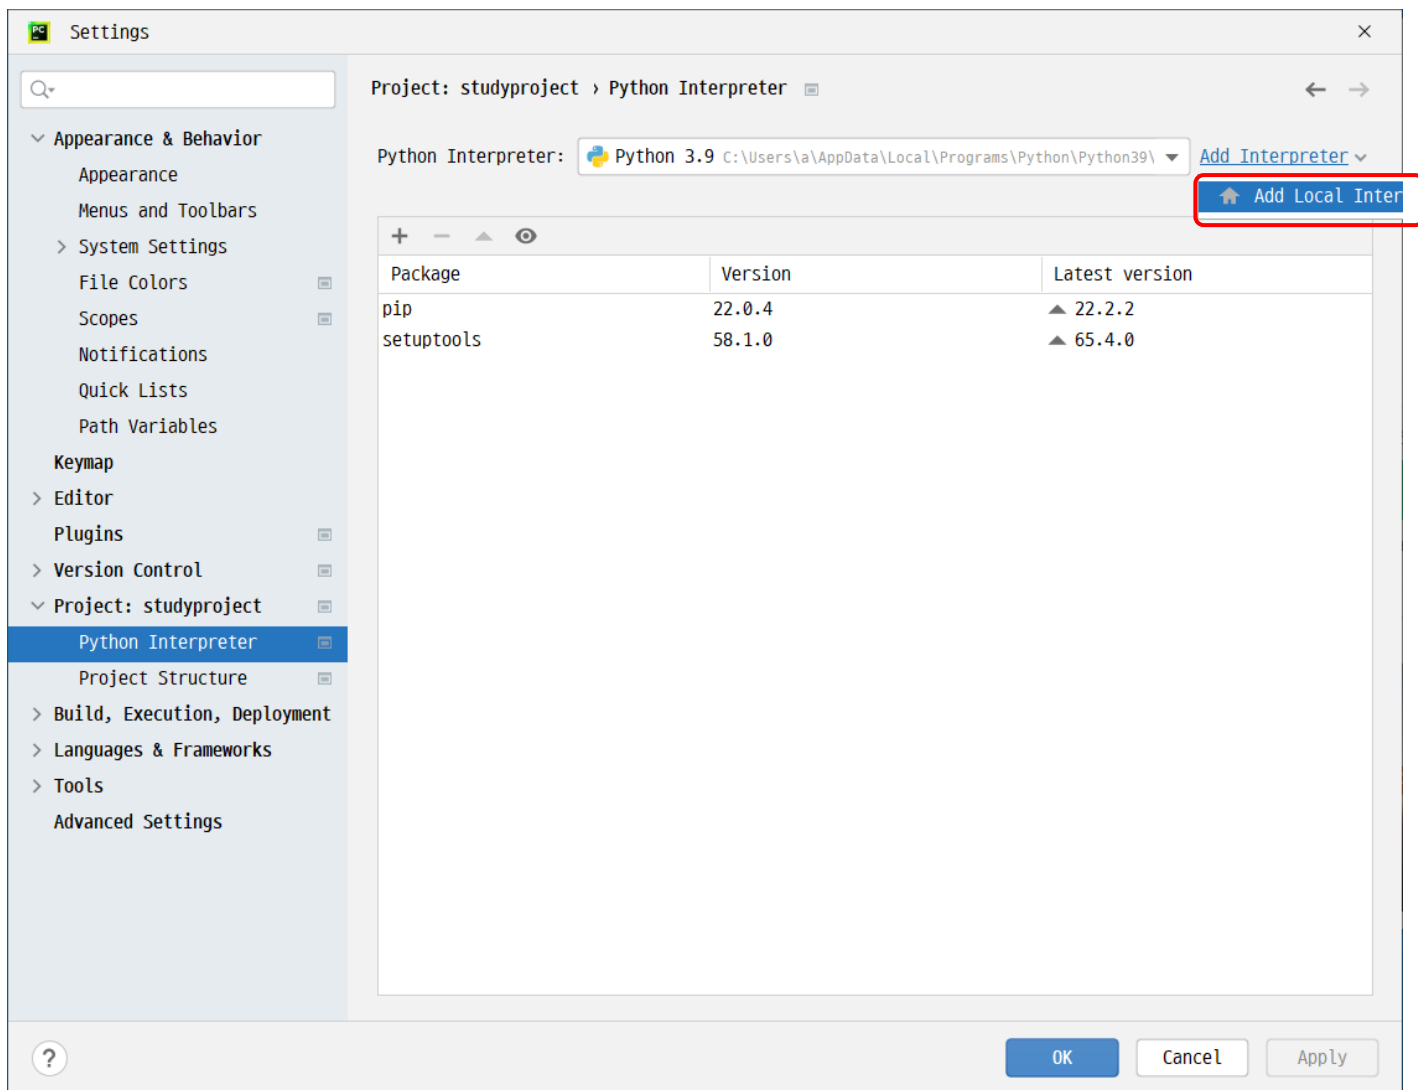 PC Settings
Project: studyproject › Python Interpreter
Appearance & Behavior
Appearance
Menus and Toolbars
System Settings
File Colors
Scopes
Notifications
Quick Lists
Path Variables
Keymap
Editor
Plugins
Version Control
Project: studyproject
Python Interpreter
Project Structure
Build, Execution, Deployment
Languages & Frameworks
Tools
Advanced Settings
Python Interpreter: Python 3.9 C:\Users\a\AppData\Local\Programs\Python\Python39\ Add Interpreter
Add Local Inter
Package Version Latest version
pip 22.0.4 22.2.2
setuptools 58.1.0 65.4.0
? OK Cancel Apply